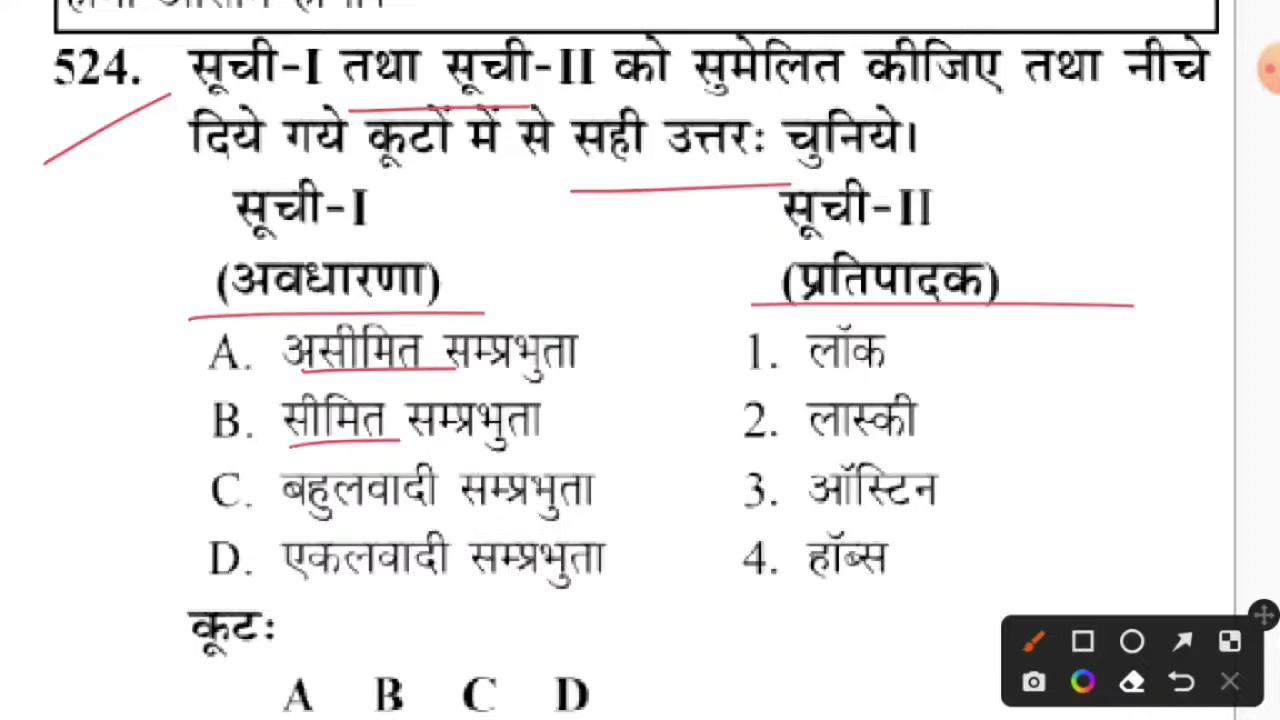 524. सूची-I तथा सूची-II को सुमेलित कीजिए तथा नीचे
दिये गये कूटों में से सही उत्तरः चुनिये।
सूची-I सूची-II
(अवधारणा) (प्रतिपादक)
A. असीमित सम्प्रभुता 1. लॉक
B. सीमित सम्प्रभुता 2. लास्की
C. बहुलवादी सम्प्रभुता 3. ऑस्टिन
D. एकलवादी सम्प्रभुता 4. हॉब्स
कूटः
A B C D